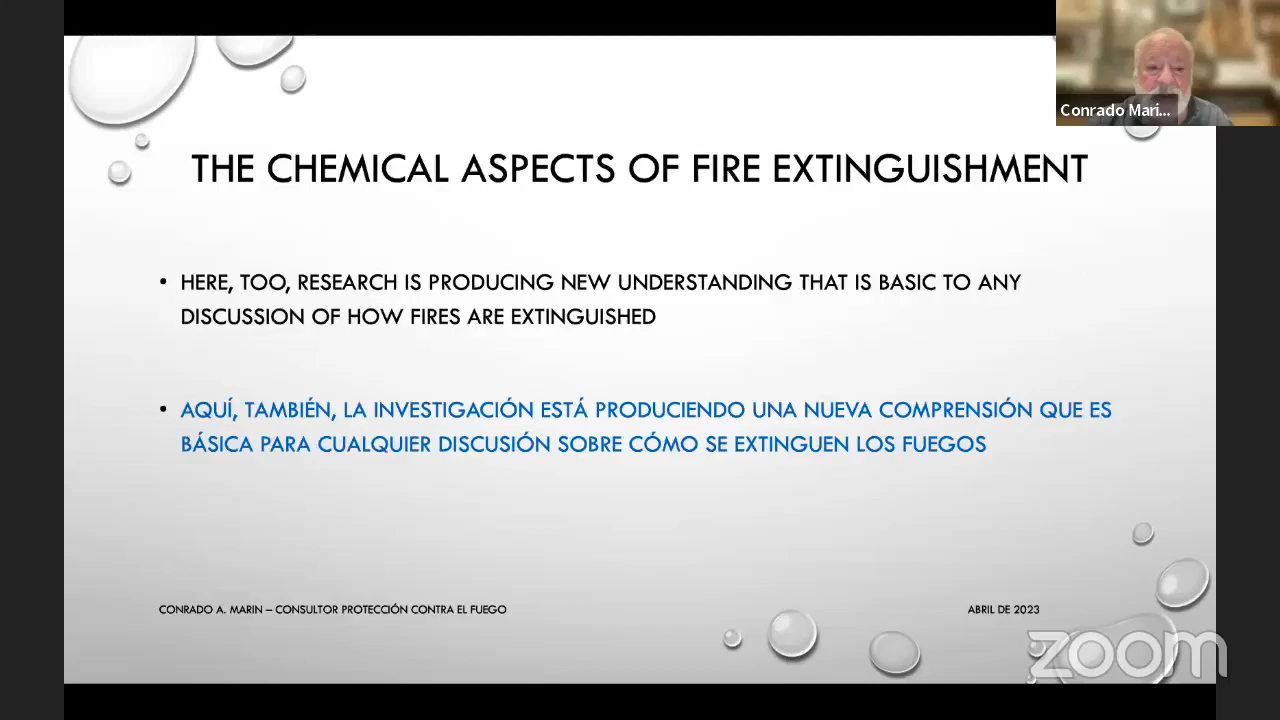 Conrado Mari...
THE CHEMICAL ASPECTS OF FIRE EXTINGUISHMENT
• HERE, TOO, RESEARCH IS PRODUCING NEW UNDERSTANDING THAT IS BASIC TO ANY
DISCUSSION OF HOW FIRES ARE EXTINGUISHED
• AQUÍ, TAMBIÉN, LA INVESTIGACIÓN ESTÁ PRODUCIENDO UNA NUEVA COMPRENSIÓN QUE ES
BÁSICA PARA CUALQUIER DISCUSIÓN SOBRE CÓMO SE EXTINGUEN LOS FUEGOS
CONRADO A. MARIN – CONSULTOR PROTECCIÓN CONTRA EL FUEGO
ABRIL DE 2023
zoom